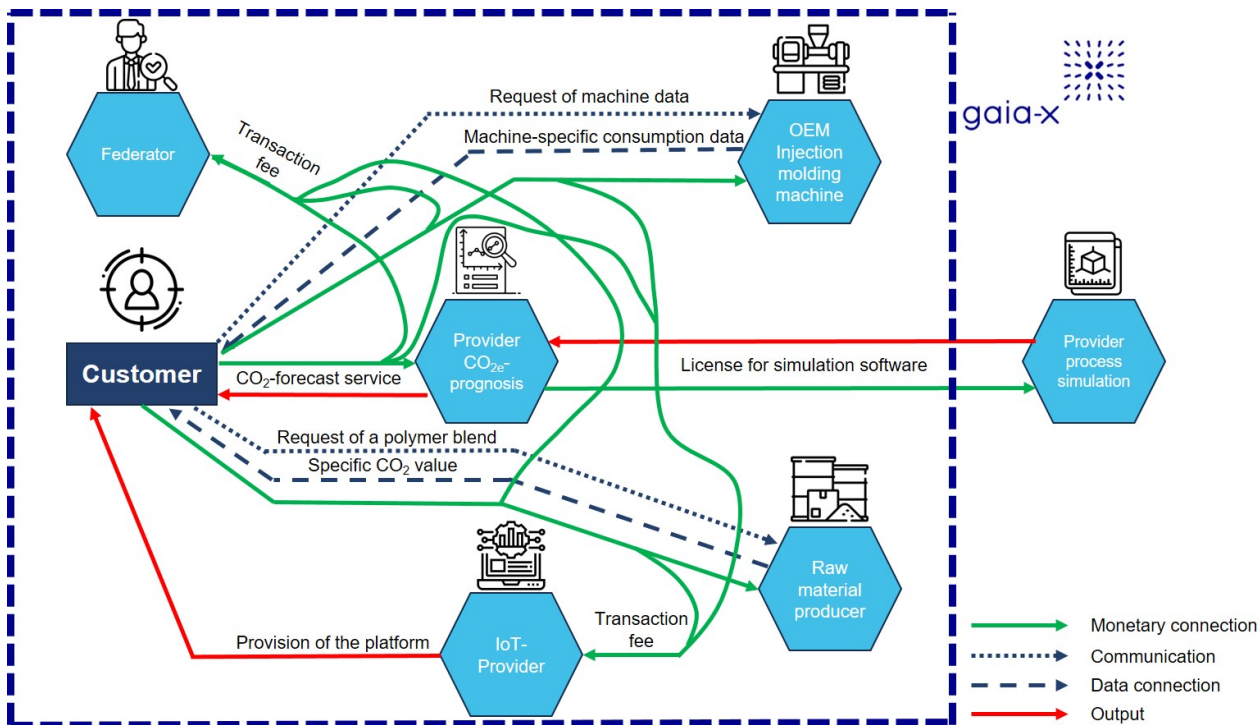 Federator
Transaction
fee
Request of machine data
Machine-specific consumption data
OEM
Injection
molding
machine
gaia-x
Customer
CO₂-forecast service
Provider
CO₂ₑ-
prognosis
License for simulation software
Provider
process
simulation
Request of a polymer blend
Specific CO₂ value
Raw
material
producer
Provision of the platform
IoT-
Provider
Transaction
fee
Monetary connection
Communication
Data connection
Output